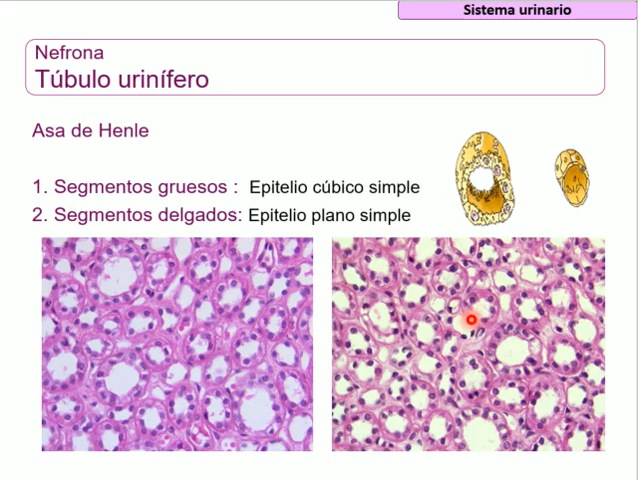 Sistema urinario
Nefrona
Túbulo urinífero
Asa de Henle
1. Segmentos gruesos : Epitelio cúbico simple
2. Segmentos delgados: Epitelio plano simple